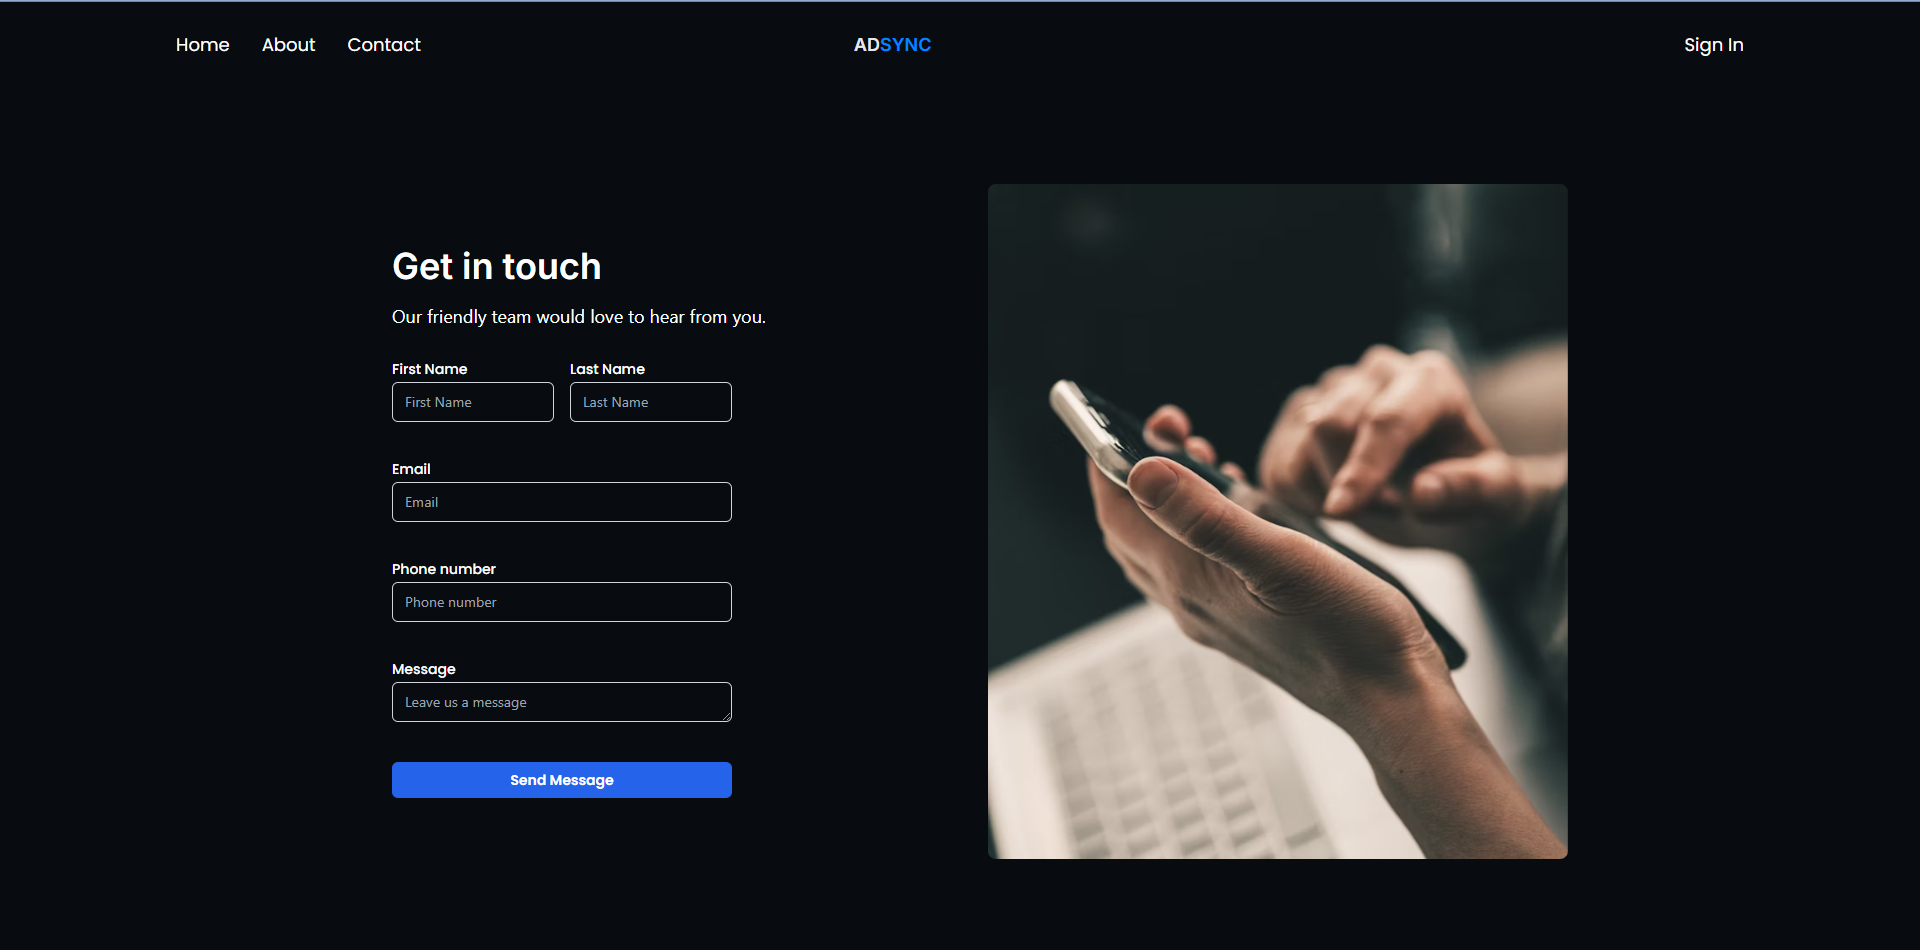 Home About Contact ADSYNC Sign In
Get in touch
Our friendly team would love to hear from you.
First Name Last Name
First Name Last Name
Email
Email
Phone number
Phone number
Message
Leave us a message
Send Message